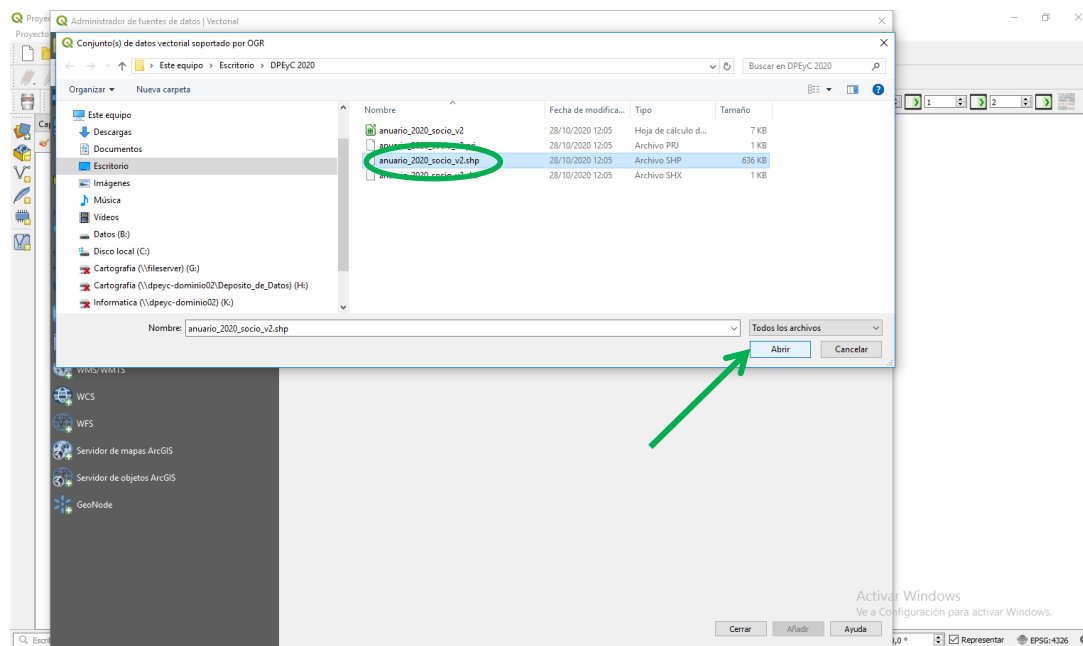 Administrador de fuentes de datos | Vectorial
Conjunto(s) de datos vectorial soportado por OGR
Este equipo > Escritorio > DPEyC 2020
Buscar en DPEyC 2020
Organizar
Nueva carpeta
Nombre
Fecha de modifica...
Tipo
Tamaño
Este equipo
Descargas
Documentos
Escritorio
Imágenes
Música
Vídeos
Datos (B:)
Disco local (C:)
Cartografia (\\fileserver) (G:)
Cartografia (\\dpeyc-dominio02\Deposito_de_Datos) (H:)
Informatica (\\dpeyc-dominio02) (K:)
anuario_2020_socio_v2 28/10/2020 12:05 Hoja de cálculo d... 7 KB
28/10/2020 12:05 Archivo PRJ 1 KB
anuario_2020_socio_v2.shp 28/10/2020 12:05 Archivo SHP 636 KB
28/10/2020 12:05 Archivo SHX 1 KB
1
2
Nombre: anuario_2020_socio_v2.shp
Todos los archivos
Abrir
Cancelar
WMS/WMTS
WCS
WFS
Servidor de mapas ArcGIS
Servidor de objetos ArcGIS
GeoNode
Activar Windows
Ve a Configuración para activar Windows.
Cerrar
Añadir
Ayuda
Representar
EPSG:4326